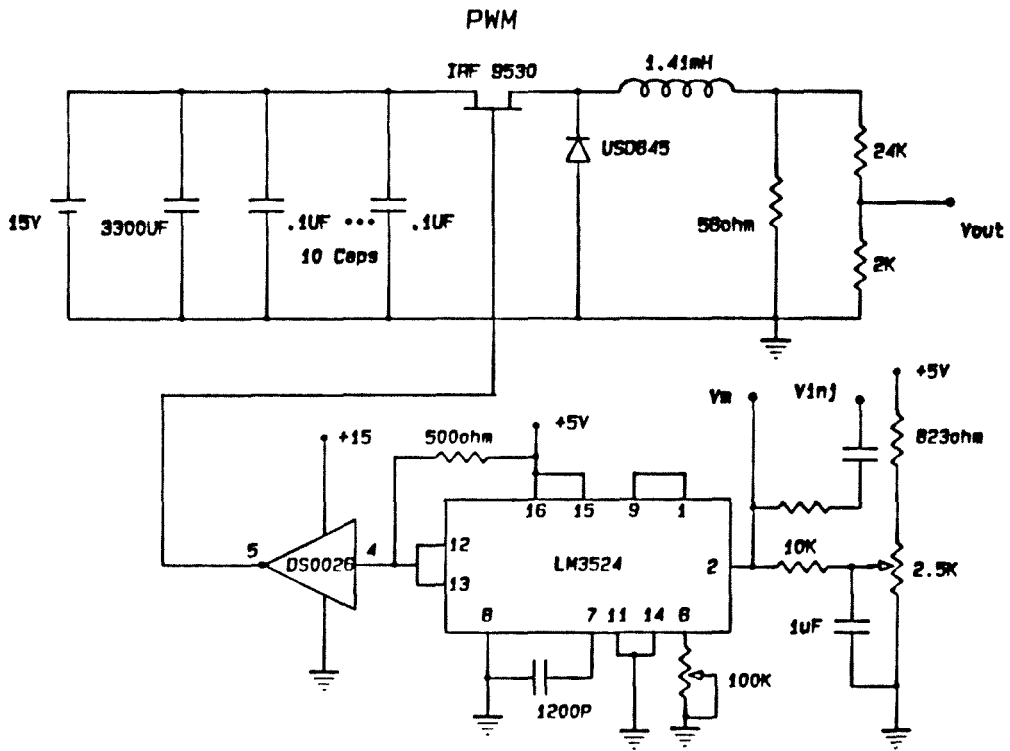 PWM
IRF 9530
1.41mH
USD845
24K
15V
3300UF
.1UF ••• .1UF
10 Caps
58ohm
Vout
2K
+5V
Vm
Vinj
823ohm
+15
500ohm
+5V
16 15 9 1
5
DS0026
4
12
13
LM3524
2
10K
2.5K
8 7 11 14 6
1uF
100K
1200P